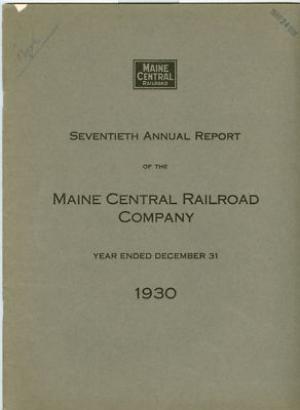 MAINE
CENTRAL
RAILROAD
SEVENTIETH ANNUAL REPORT
OF THE
MAINE CENTRAL RAILROAD
COMPANY
YEAR ENDED DECEMBER 31
1930